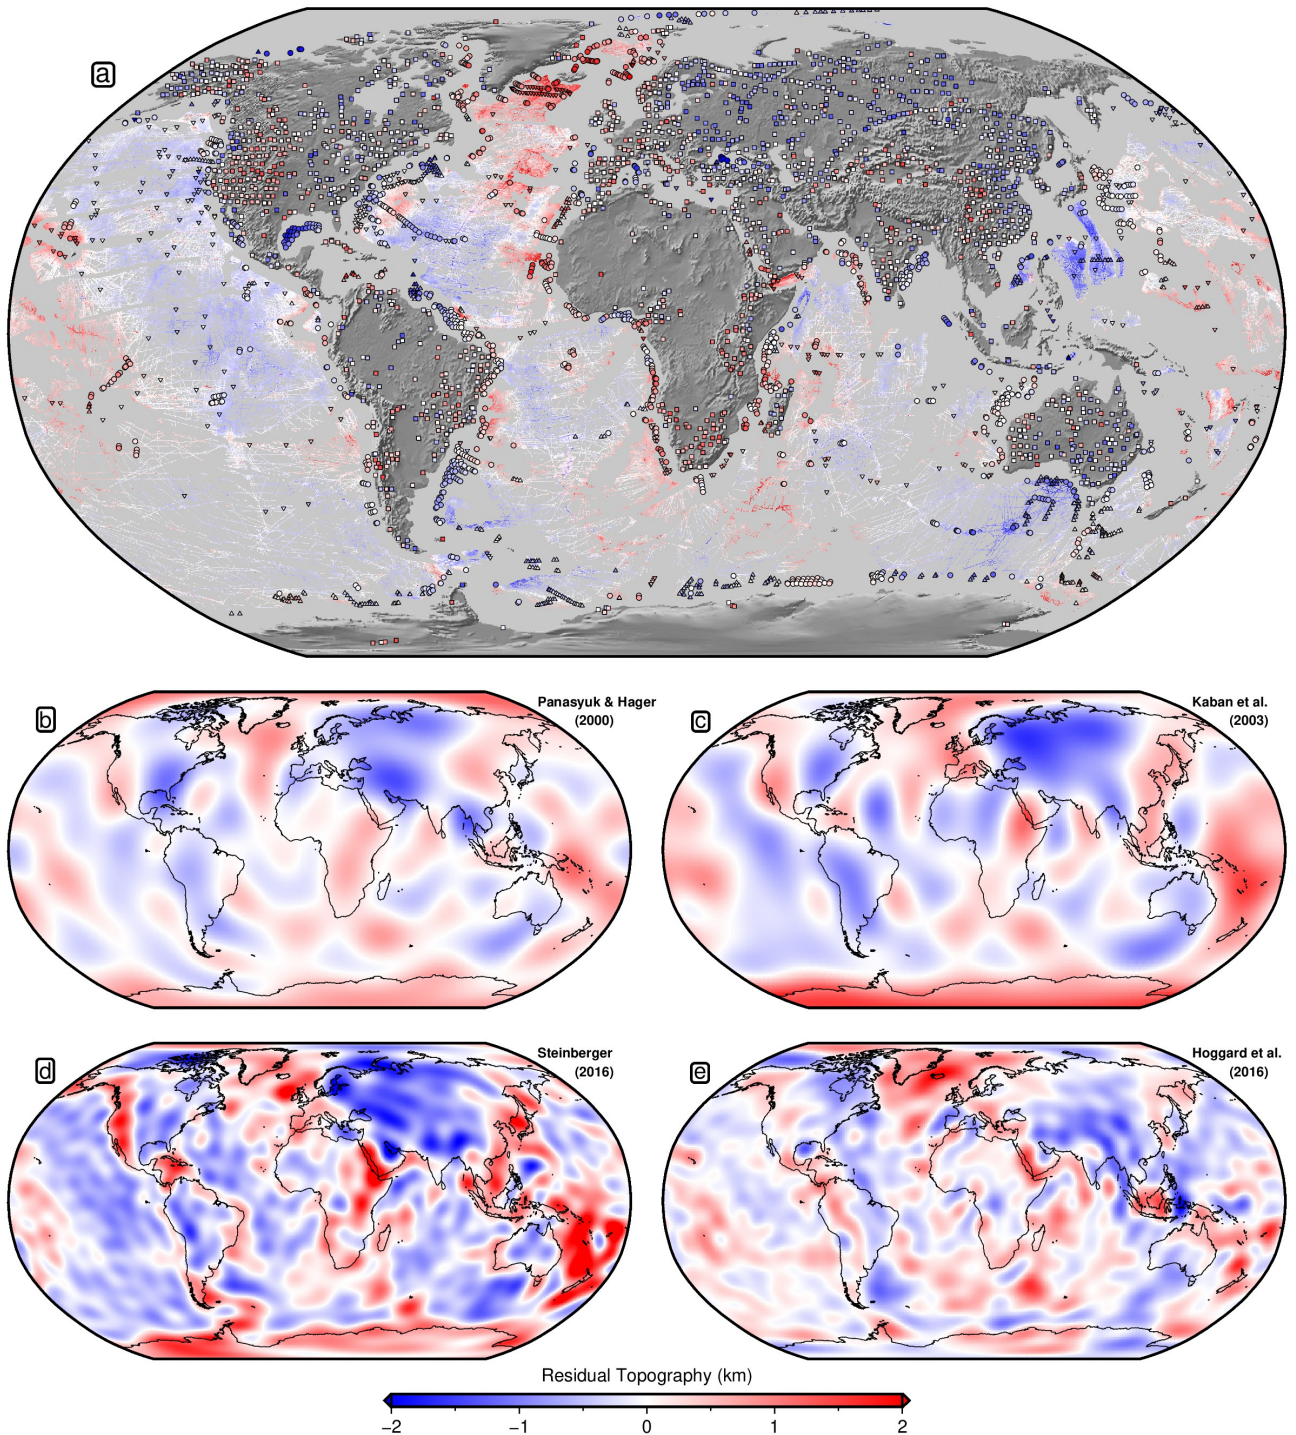 a
b
Panasyuk & Hager
(2000)
c
Kaban et al.
(2003)
d
Steinberger
(2016)
e
Hoggard et al.
(2016)
Residual Topography (km)
−2 −1 0 1 2